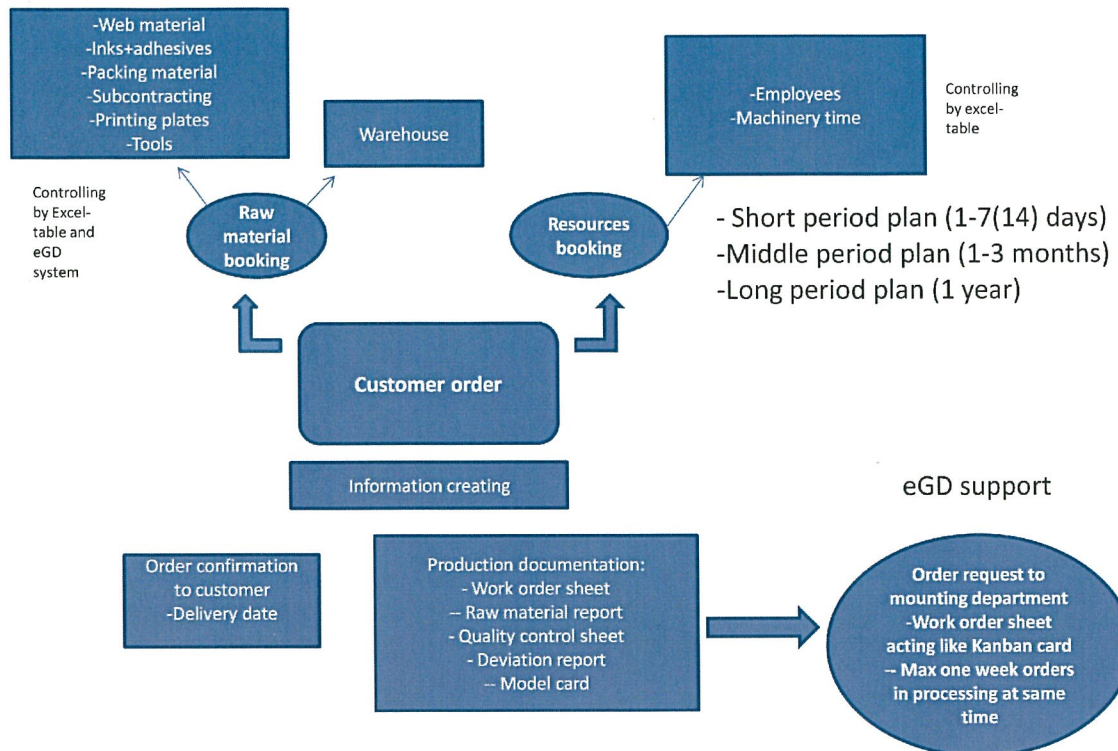 -Web material
-Inks+adhesives
-Packing material
-Subcontracting
-Printing plates
-Tools
Warehouse
-Employees
-Machinery time
Controlling
by excel-
table
Controlling
by Excel-
table and
eGD
system
Raw
material
booking
Resources
booking
- Short period plan (1-7(14) days)
-Middle period plan (1-3 months)
-Long period plan (1 year)
Customer order
Information creating
eGD support
Order confirmation
to customer
-Delivery date
Production documentation:
- Work order sheet
-- Raw material report
- Quality control sheet
- Deviation report
-- Model card
Order request to
mounting department
-Work order sheet
acting like Kanban card
-- Max one week orders
in processing at same
time